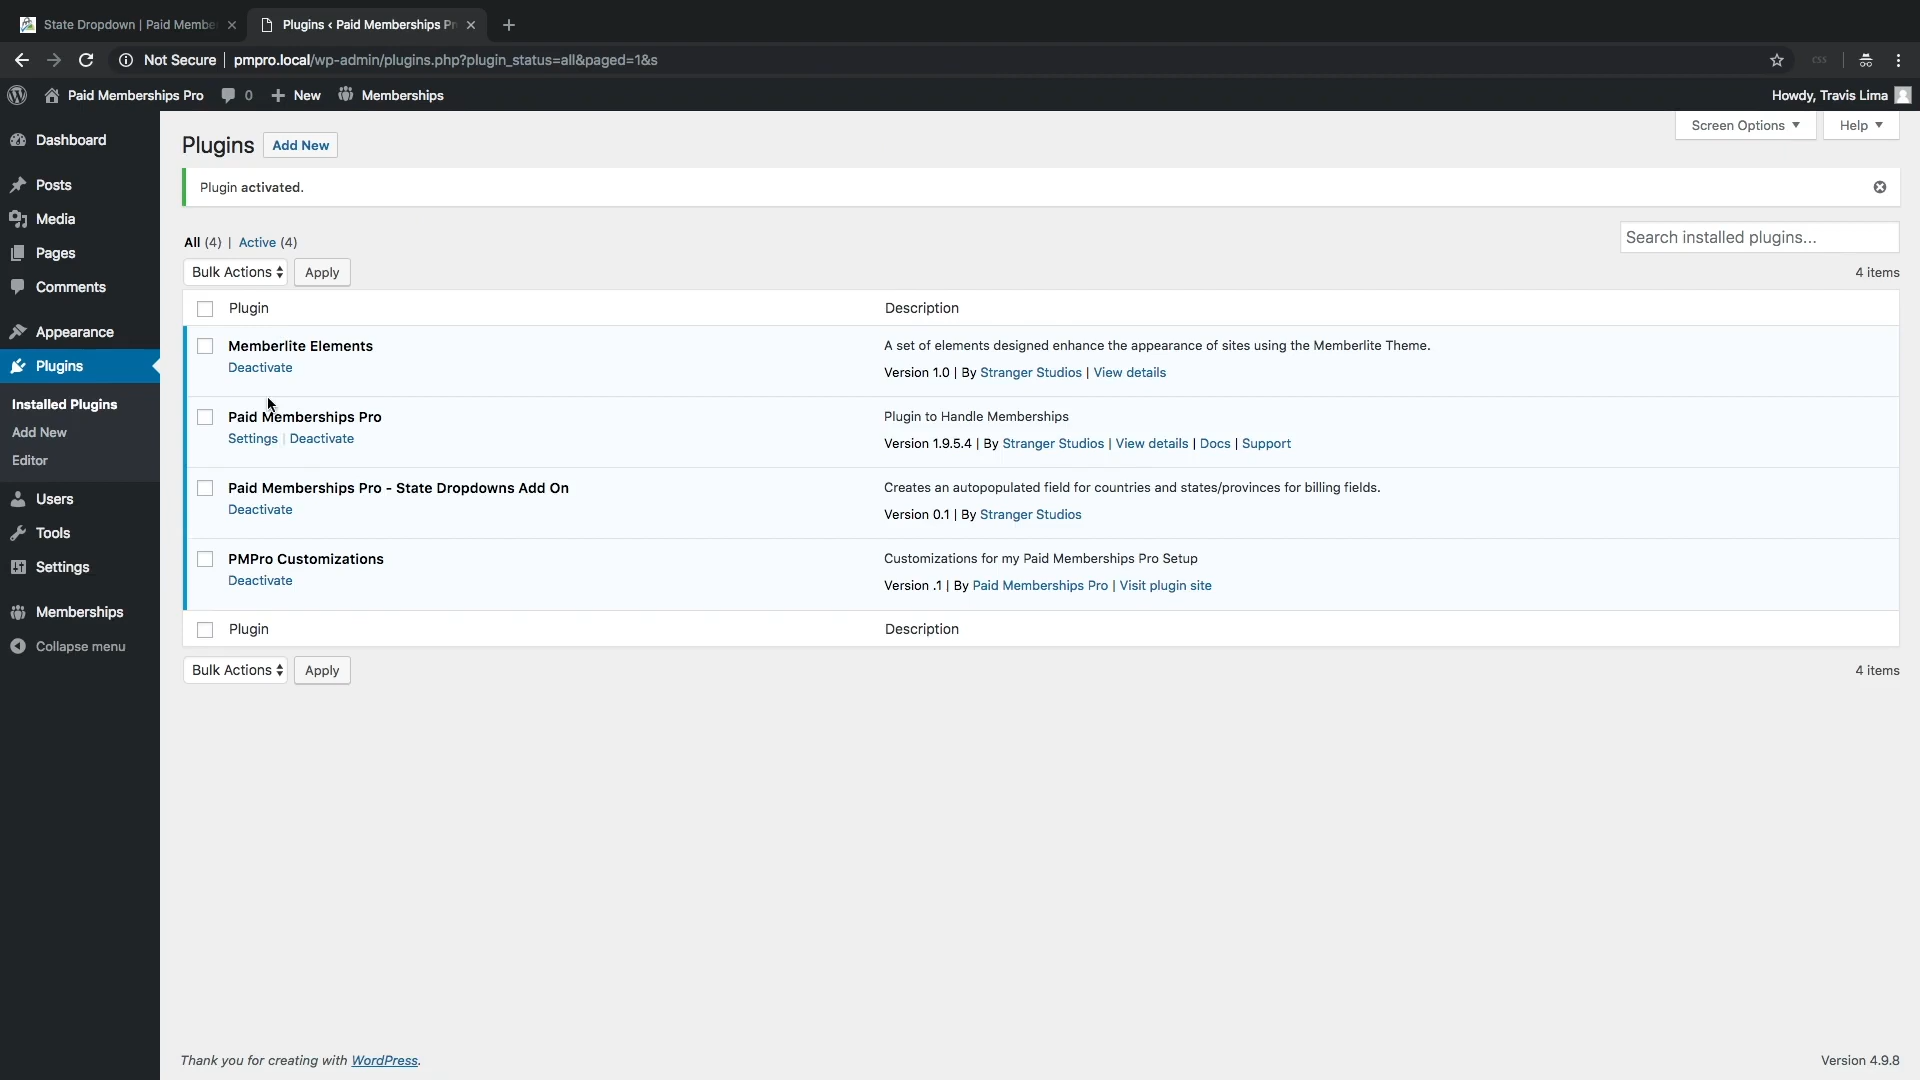 State Dropdown | Paid Membe
Plugins ‹ Paid Memberships Pr
Not Secure | pmpro.local/wp-admin/plugins.php?plugin_status=all&paged=1&s
css
Paid Memberships Pro 0 New Memberships
Howdy, Travis Lima
Dashboard
Posts
Media
Pages
Comments
Appearance
Plugins
Installed Plugins
Add New
Editor
Users
Tools
Settings
Memberships
Collapse menu
Screen Options
Help
Plugins Add New
Plugin activated.
All (4) | Active (4)
Search installed plugins...
Bulk Actions Apply
4 items
Plugin Description
Memberlite Elements
Deactivate
A set of elements designed enhance the appearance of sites using the Memberlite Theme.
Version 1.0 | By Stranger Studios | View details
Paid Memberships Pro
Settings | Deactivate
Plugin to Handle Memberships
Version 1.9.5.4 | By Stranger Studios | View details | Docs | Support
Paid Memberships Pro - State Dropdowns Add On
Deactivate
Creates an autopopulated field for countries and states/provinces for billing fields.
Version 0.1 | By Stranger Studios
PMPro Customizations
Deactivate
Customizations for my Paid Memberships Pro Setup
Version .1 | By Paid Memberships Pro | Visit plugin site
Plugin Description
Bulk Actions Apply
4 items
Thank you for creating with WordPress.
Version 4.9.8